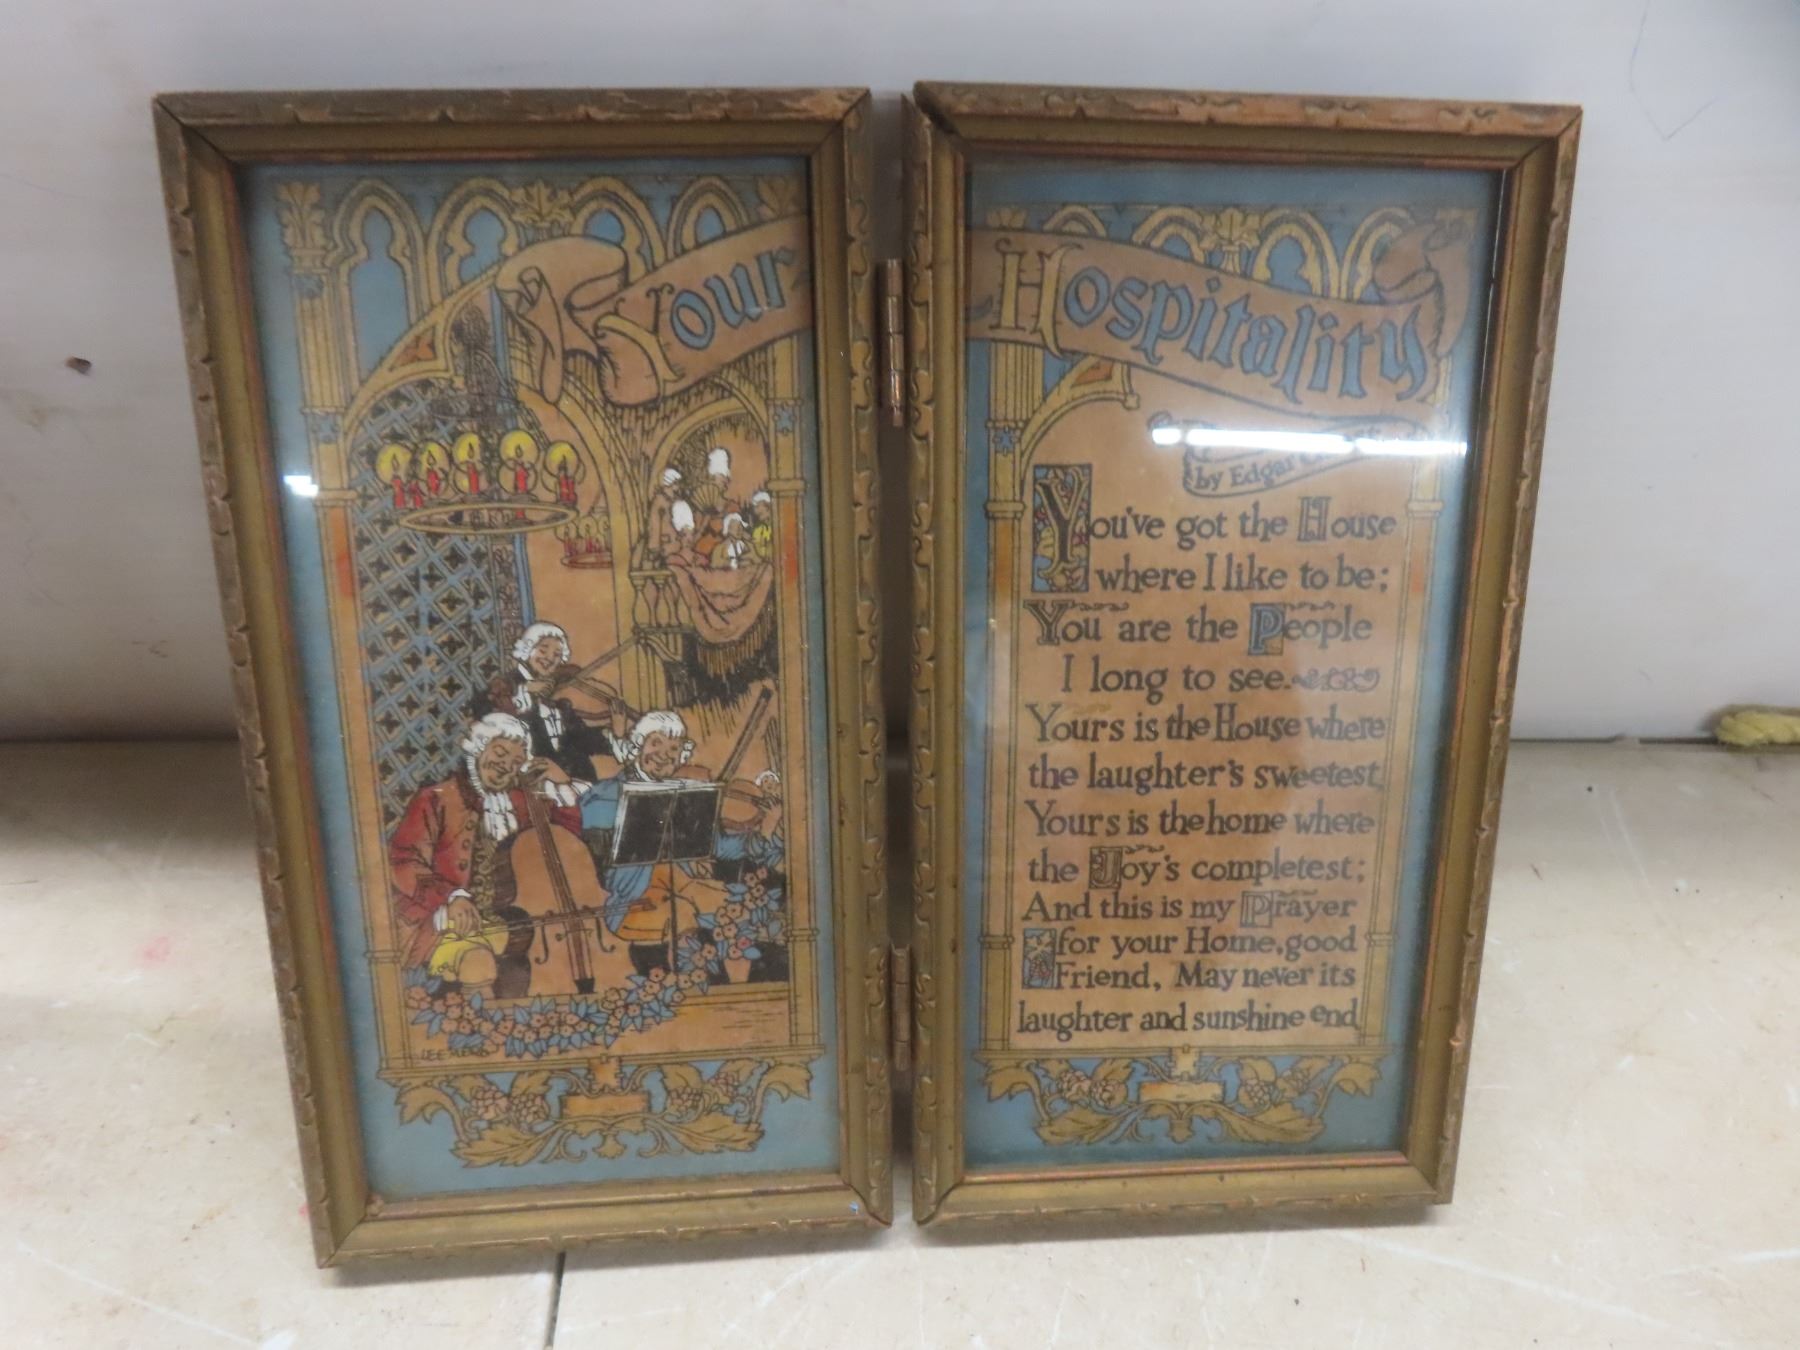 Your
Hospitality
by Edgar
You've got the House
where I like to be;
You are the People
I long to see.
Yours is the House where
the laughter's sweetest,
Yours is the home where
the Joy's completest;
And this is my Prayer
for your Home, good
Friend, May never its
laughter and sunshine end
LEE MERO